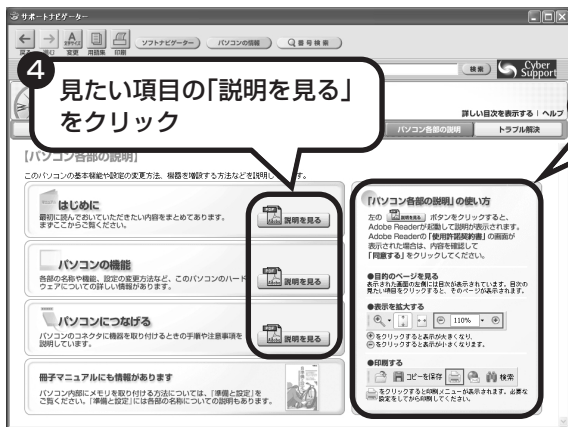 サポートナビゲーター
戻る 進む 文字サイズ変更 用語集 印刷
ソフトナビゲーター パソコンの情報 番号検索
検索 Cyber Support
④
見たい項目の「説明を見る」
をクリック
詳しい目次を表示する | ヘルプ
パソコン各部の説明 トラブル解決
[パソコン各部の説明]
このパソコンの基本機能や設定の変更方法、機器を増設する方法などを説明し
はじめに
最初に読んでおいていただきたい内容をまとめてあります。
まずここからご覧ください。
PDF 説明を見る
パソコンの機能
各部の名称や機能、設定の変更方法など、このパソコンのハード
ウェアについての詳しい情報があります。
PDF 説明を見る
パソコンにつなげる
パソコンのコネクタに機器を取り付けるときの手順や注意事項を
説明しています。
PDF 説明を見る
冊子マニュアルにも情報があります
パソコン内部にメモリを取り付ける方法については、『準備と設定』を
ご覧ください。『準備と設定』には各部の名称についての説明もあります。
「パソコン各部の説明」の使い方
左の 説明を見る ボタンをクリックすると、
Adobe Readerが起動して説明が表示されます。
Adobe Readerの「使用許諾契約書」の画面が
表示された場合は、内容を確認して
「同意する」をクリックしてください。
●目的のページを見る
表示された画面の左側には目次が表示されています。目次の
見たい項目をクリックすると、そのページが表示されます。
●表示を拡大する
110%
⊕をクリックすると表示が大きくなり、
⊖をクリックすると表示が小さくなります。
●印刷する
コピーを保存 検索
をクリックすると印刷メニューが表示されます。必要な
設定をしてから印刷してください。